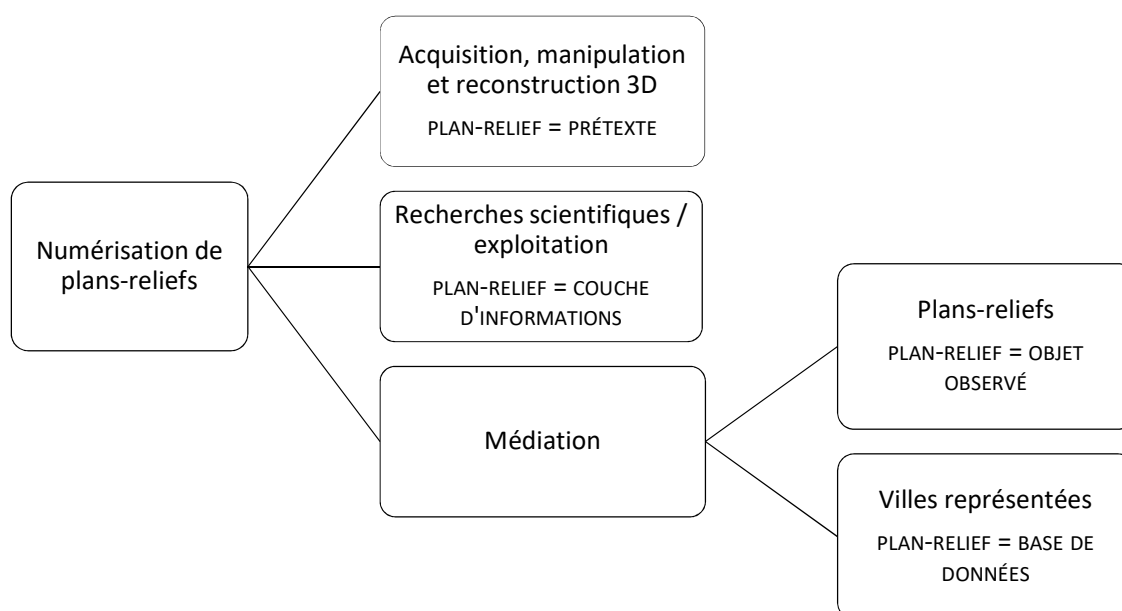 Acquisition, manipulation
et reconstruction 3D
PLAN-RELIEF = PRÉTEXTE
Numérisation de
plans-reliefs
Recherches scientifiques /
exploitation
PLAN-RELIEF = COUCHE
D'INFORMATIONS
Médiation
Plans-reliefs
PLAN-RELIEF = OBJET
OBSERVÉ
Villes représentées
PLAN-RELIEF = BASE DE
DONNÉES